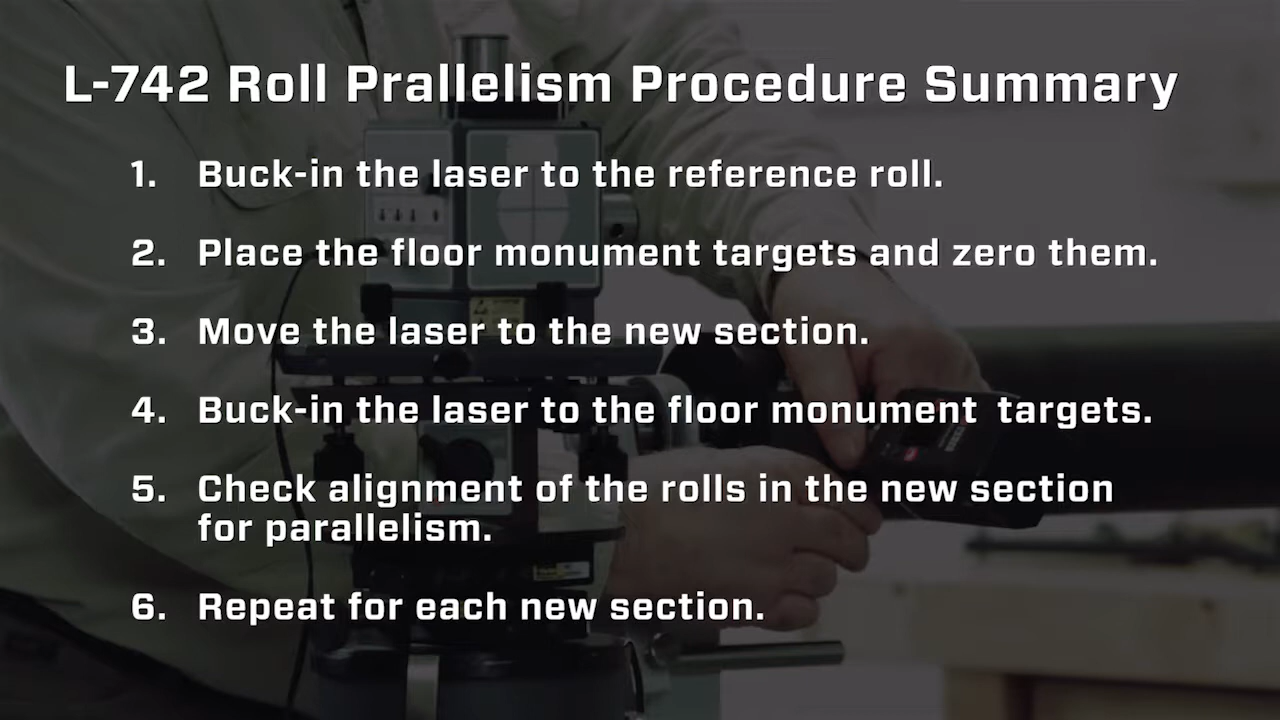 L-742 Roll Prallelism Procedure Summary
1. Buck-in the laser to the reference roll.
2. Place the floor monument targets and zero them.
3. Move the laser to the new section.
4. Buck-in the laser to the floor monument  targets.
5. Check alignment of the rolls in the new section
for parallelism.
6. Repeat for each new section.